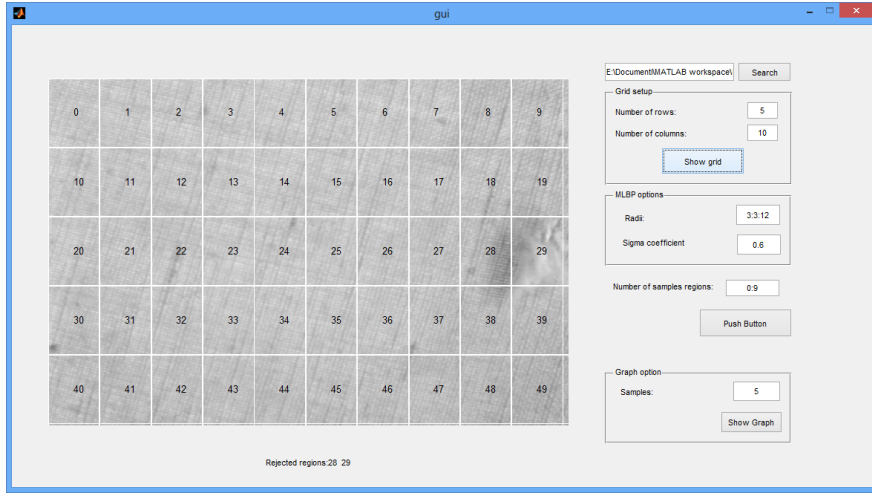 gui
E:\Document\MATLAB workspace\ Search
Grid setup
Number of rows: 5
Number of columns: 10
Show grid
MLBP options
Radii: 3:3:12
Sigma coefficient 0.6
Number of samples regions: 0:9
Push Button
Graph option
Samples: 5
Show Graph
0 1 2 3 4 5 6 7 8 9
10 11 12 13 14 15 16 17 18 19
20 21 22 23 24 25 26 27 28 29
30 31 32 33 34 35 36 37 38 39
40 41 42 43 44 45 46 47 48 49
Rejected regions:28 29